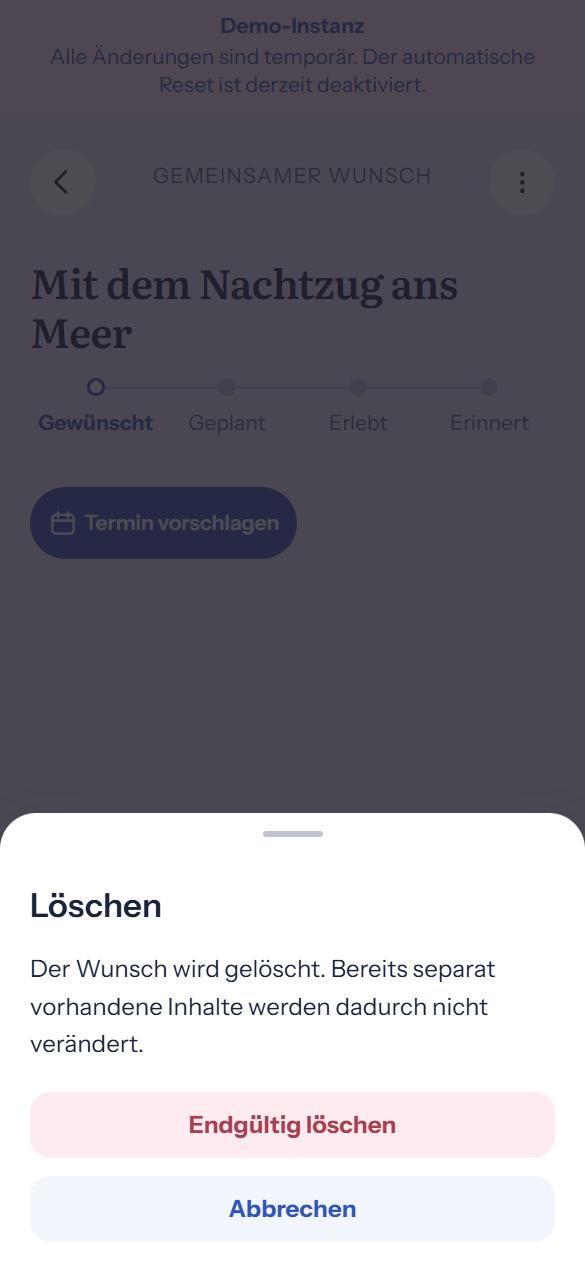 Demo-Instanz
Alle Änderungen sind temporär. Der automatische
Reset ist derzeit deaktiviert.
GEMEINSAMER WUNSCH
Mit dem Nachtzug ans
Meer
Gewünscht Geplant Erlebt Erinnert
Termin vorschlagen
Löschen
Der Wunsch wird gelöscht. Bereits separat
vorhandene Inhalte werden dadurch nicht
verändert.
Endgültig löschen
Abbrechen